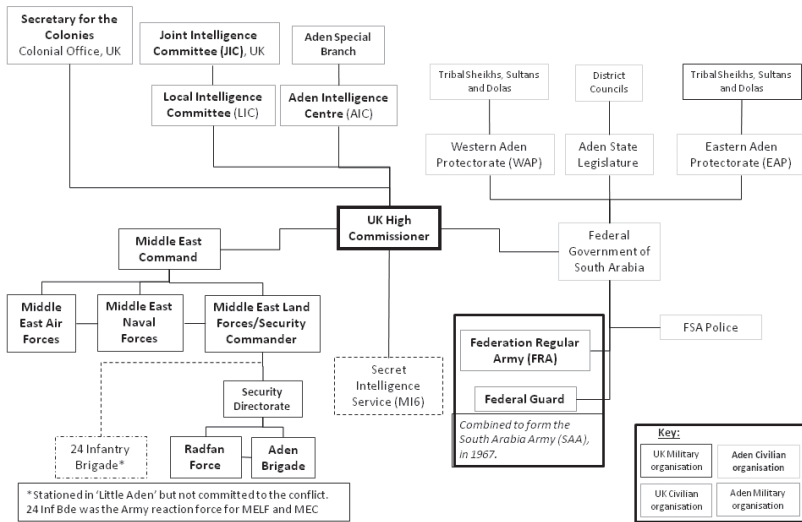 Secretary for the
Colonies
Colonial Office, UK
Joint Intelligence
Committee (JIC), UK
Aden Special
Branch
Local Intelligence
Committee (LIC)
Aden Intelligence
Centre (AIC)
Tribal Sheikhs, Sultans
and Dolas
District
Councils
Tribal Sheikhs, Sultans
and Dolas
Western Aden
Protectorate (WAP)
Aden State
Legislature
Eastern Aden
Protectorate (EAP)
UK High
Commissioner
Middle East
Command
Federal
Government of
South Arabia
Middle
East Air
Forces
Middle East
Naval
Forces
Middle East Land
Forces/Security
Commander
Federation Regular
Army (FRA)
FSA Police
Secret
Intelligence
Service (MI6)
Security
Directorate
Federal Guard
Combined to form the
South Arabia Army (SAA),
in 1967.
24 Infantry
Brigade*
Radfan
Force
Aden
Brigade
*Stationed in 'Little Aden' but not committed to the conflict.
24 Inf Bde was the Army reaction force for MELF and MEC
Key:
UK Military
organisation
Aden Civilian
organisation
UK Civilian
organisation
Aden Military
organisation